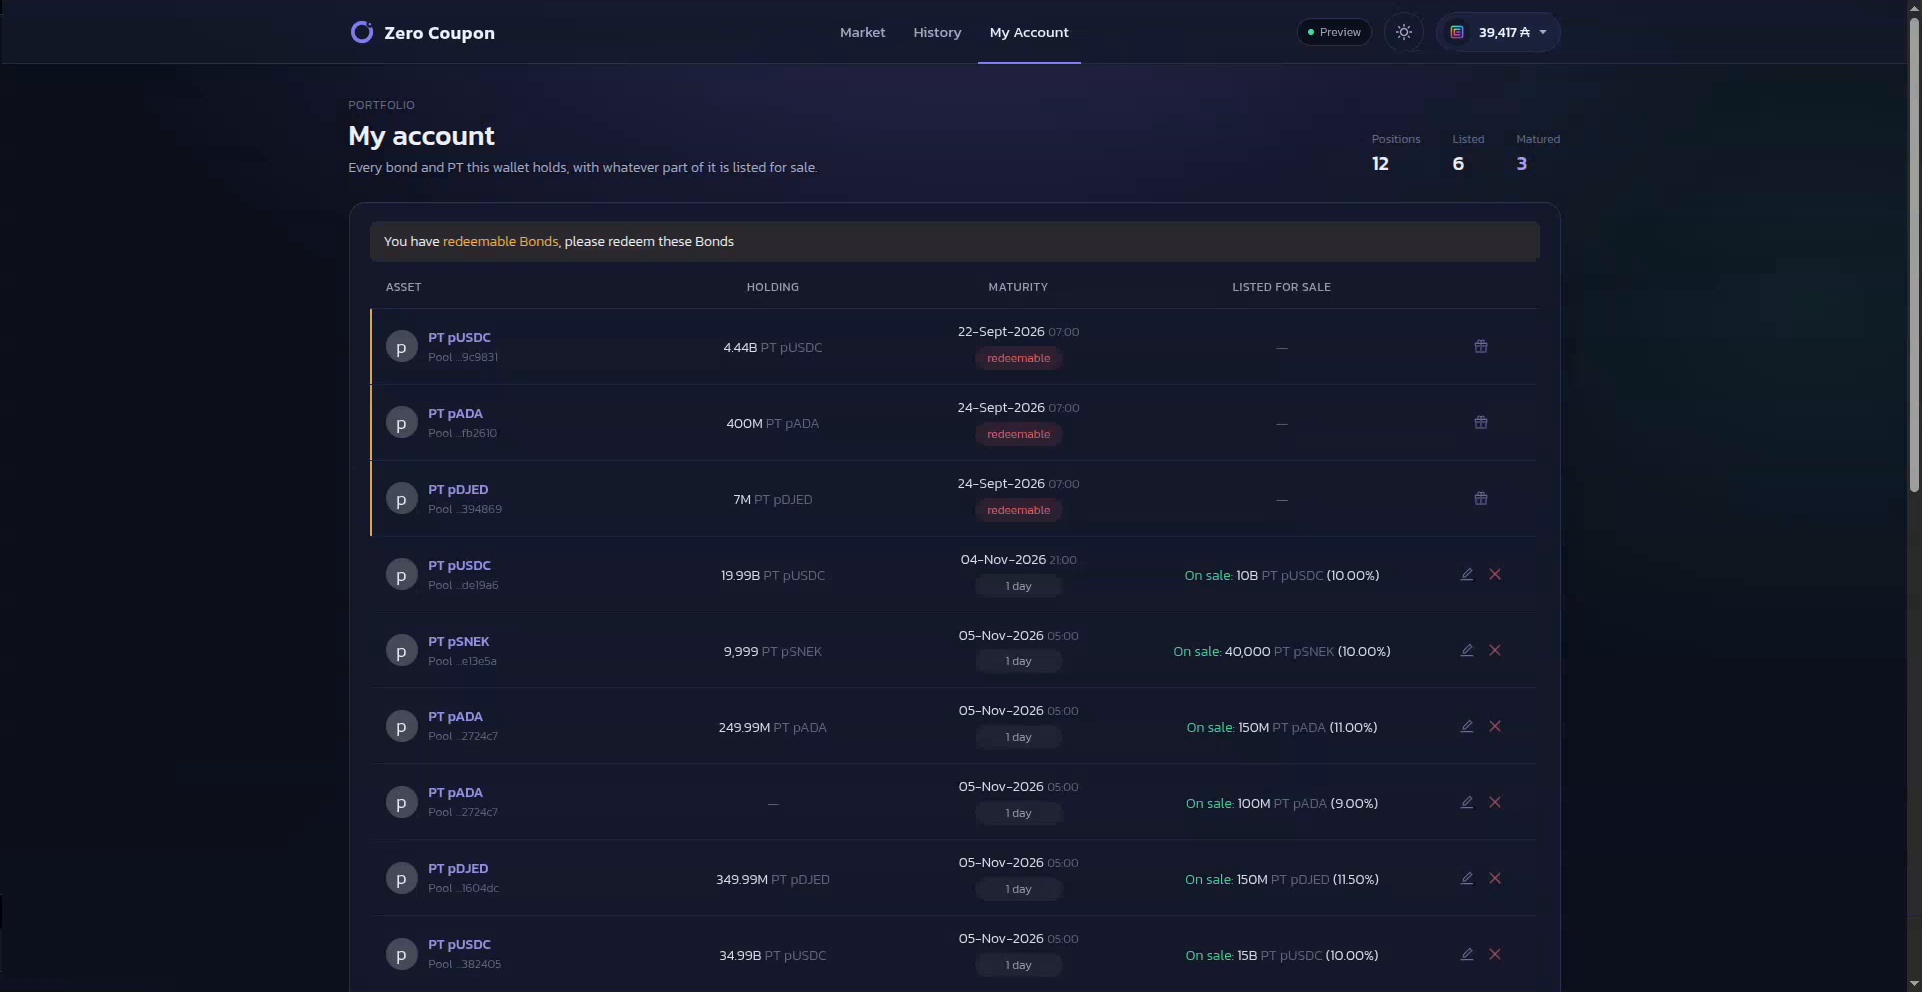 Zero Coupon
Market History My Account
Preview
39,417 ₳
PORTFOLIO
My account
Every bond and PT this wallet holds, with whatever part of it is listed for sale.
Positions Listed Matured
12 6 3
You have redeemable Bonds, please redeem these Bonds
ASSET HOLDING MATURITY LISTED FOR SALE
p PT pUSDC
Pool ...9c9831
4.44B PT pUSDC
22-Sept-2026 07:00
redeemable
—
p PT pADA
Pool ...fb2610
400M PT pADA
24-Sept-2026 07:00
redeemable
—
p PT pDJED
Pool ...394869
7M PT pDJED
24-Sept-2026 07:00
redeemable
—
p PT pUSDC
Pool ...de19a6
19.99B PT pUSDC
04-Nov-2026 21:00
1 day
On sale: 10B PT pUSDC (10.00%)
p PT pSNEK
Pool ...e13e5a
9,999 PT pSNEK
05-Nov-2026 05:00
1 day
On sale: 40,000 PT pSNEK (10.00%)
p PT pADA
Pool ...2724c7
249.99M PT pADA
05-Nov-2026 05:00
1 day
On sale: 150M PT pADA (11.00%)
p PT pADA
Pool ...2724c7
—
05-Nov-2026 05:00
1 day
On sale: 100M PT pADA (9.00%)
p PT pDJED
Pool ...1604dc
349.99M PT pDJED
05-Nov-2026 05:00
1 day
On sale: 150M PT pDJED (11.50%)
p PT pUSDC
Pool ...382405
34.99B PT pUSDC
05-Nov-2026 05:00
1 day
On sale: 15B PT pUSDC (10.00%)